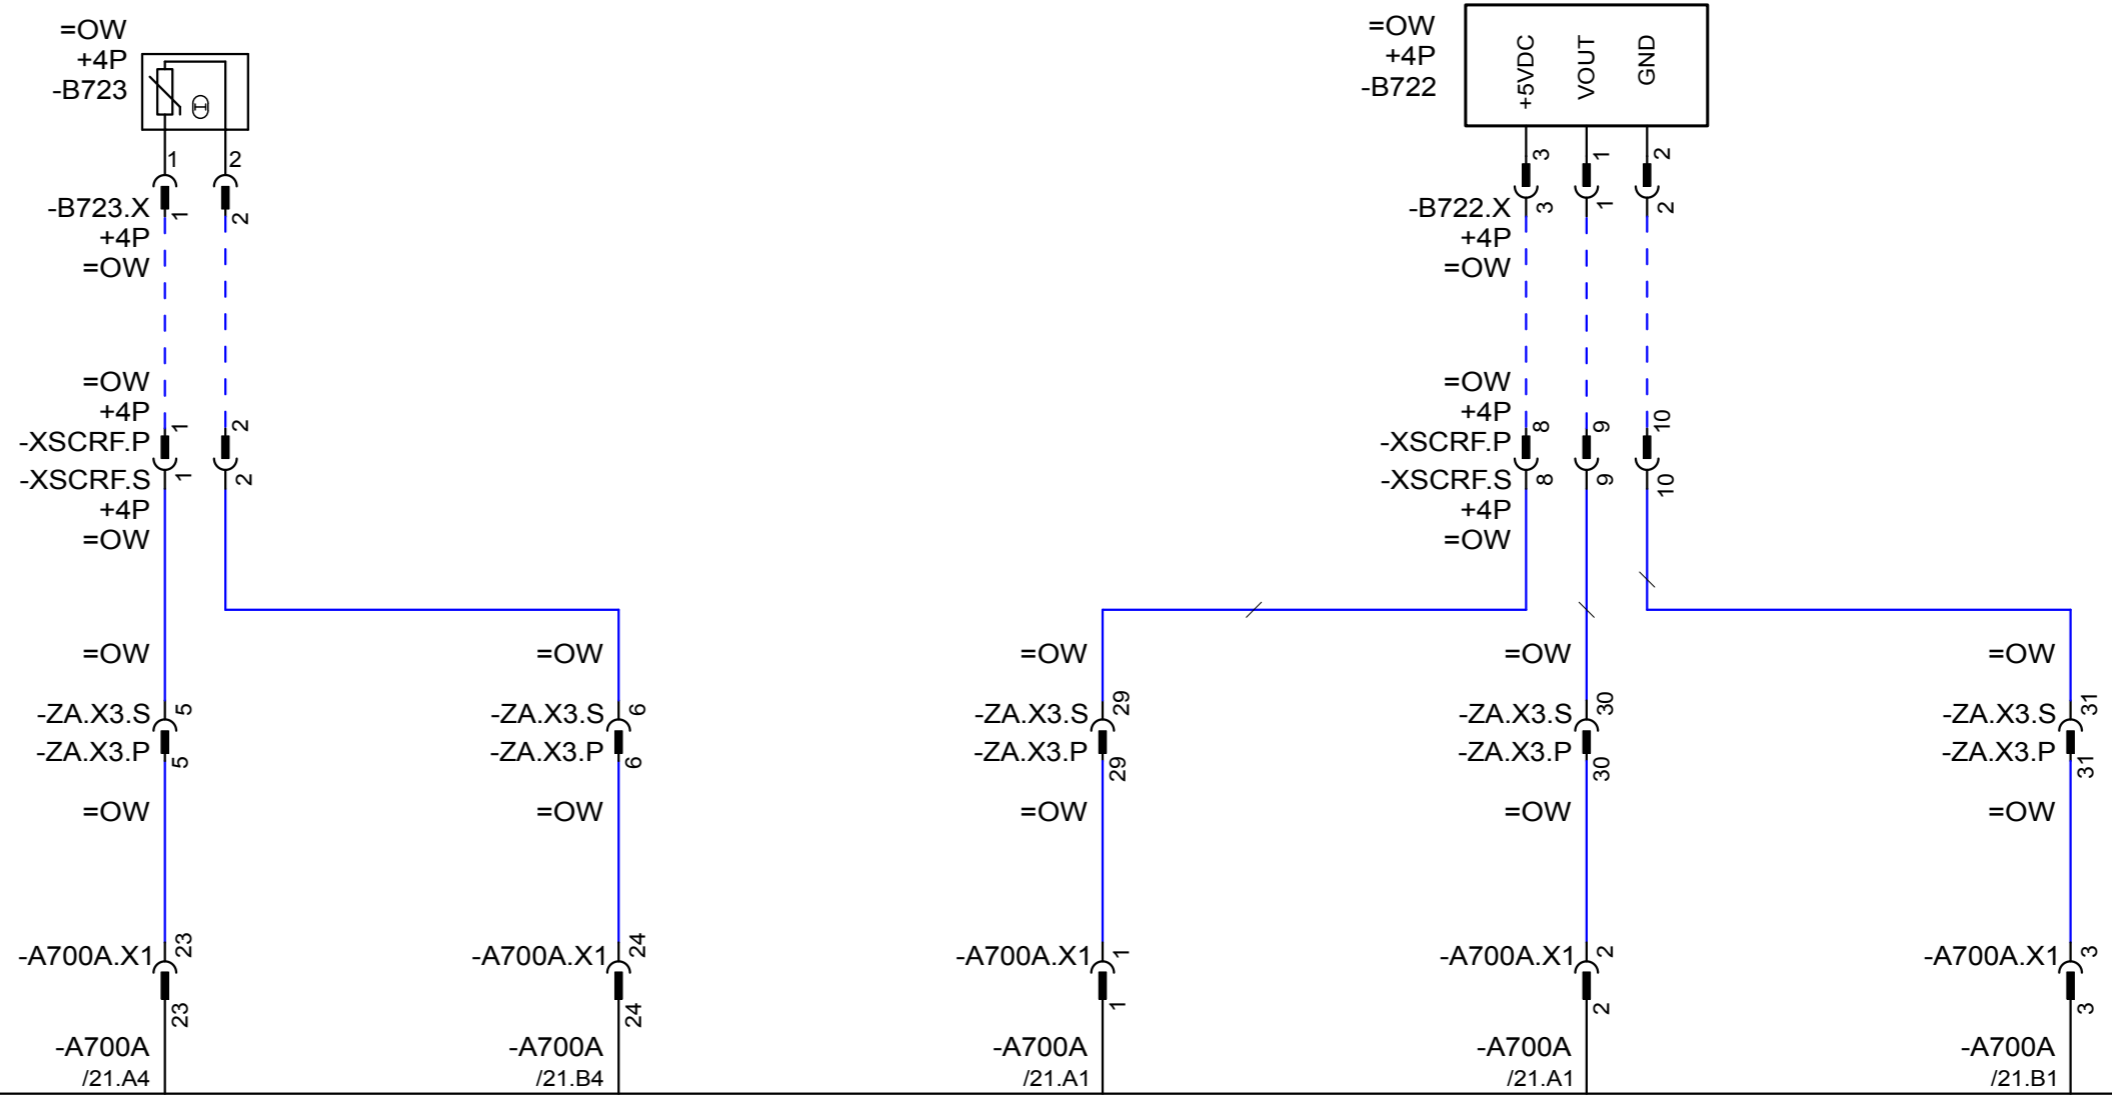 =OW
+4P
-B723
Θ
1
2
-B723.X
1
2
+4P
=OW
=OW
+4P
-XSCRF.P
1
2
-XSCRF.S
1
2
+4P
=OW
=OW
+4P
-B722
+5VDC
VOUT
GND
3
1
2
-B722.X
3
1
2
+4P
=OW
=OW
+4P
-XSCRF.P
8
9
10
-XSCRF.S
8
9
10
+4P
=OW
=OW
-ZA.X3.S
5
-ZA.X3.P
5
=OW
-A700A.X1
23
23
-A700A
/21.A4
=OW
-ZA.X3.S
6
-ZA.X3.P
6
=OW
-A700A.X1
24
24
-A700A
/21.B4
=OW
-ZA.X3.S
29
-ZA.X3.P
29
=OW
-A700A.X1
1
1
-A700A
/21.A1
=OW
-ZA.X3.S
30
-ZA.X3.P
30
=OW
-A700A.X1
2
2
-A700A
/21.A1
=OW
-ZA.X3.S
31
-ZA.X3.P
31
=OW
-A700A.X1
3
3
-A700A
/21.B1